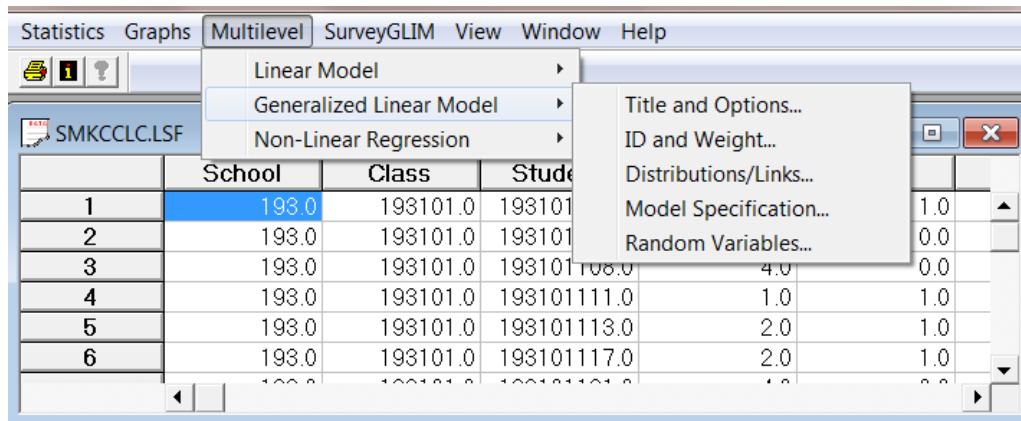 Statistics Graphs Multilevel SurveyGLIM View Window Help
Linear Model
Generalized Linear Model
Non-Linear Regression
Title and Options...
ID and Weight...
Distributions/Links...
Model Specification...
Random Variables...
SMKCCLC.LSF
School Class
1 193.0 193101.0 1.0
2 193.0 193101.0 0.0
3 193.0 193101.0 193101108.0 4.0 0.0
4 193.0 193101.0 193101111.0 1.0 1.0
5 193.0 193101.0 193101113.0 2.0 1.0
6 193.0 193101.0 193101117.0 2.0 1.0